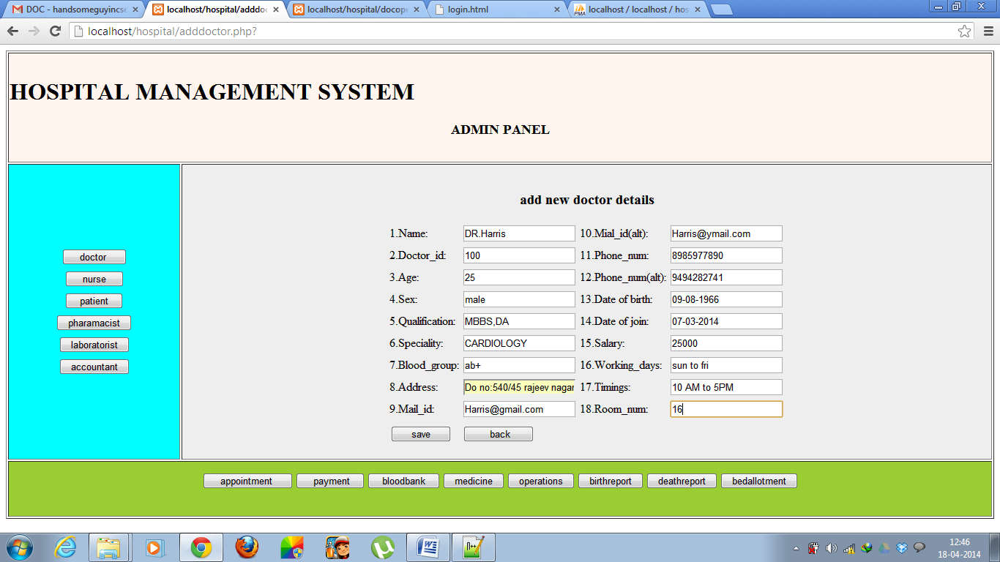 DOC - handsomeguyincse
localhost/hospital/adddoc
localhost/hospital/docope
login.html
localhost / localhost / hos
localhost/hospital/adddoctor.php?
HOSPITAL MANAGEMENT SYSTEM
ADMIN PANEL
doctor
nurse
patient
pharamacist
laboratorist
accountant
add new doctor details
1.Name: DR.Harris 10.Mial_id(alt): Harris@ymail.com
2.Doctor_id: 100 11.Phone_num: 8985977890
3.Age: 25 12.Phone_num(alt): 9494282741
4.Sex: male 13.Date of birth: 09-08-1966
5.Qualification: MBBS,DA 14.Date of join: 07-03-2014
6.Speciality: CARDIOLOGY 15.Salary: 25000
7.Blood_group: ab+ 16.Working_days: sun to fri
8.Address: Do no:540/45 rajeev nagar 17.Timings: 10 AM to 5PM
9.Mail_id: Harris@gmail.com 18.Room_num: 16
save back
appointment payment bloodbank medicine operations birthreport deathreport bedallotment
12:46
18-04-2014